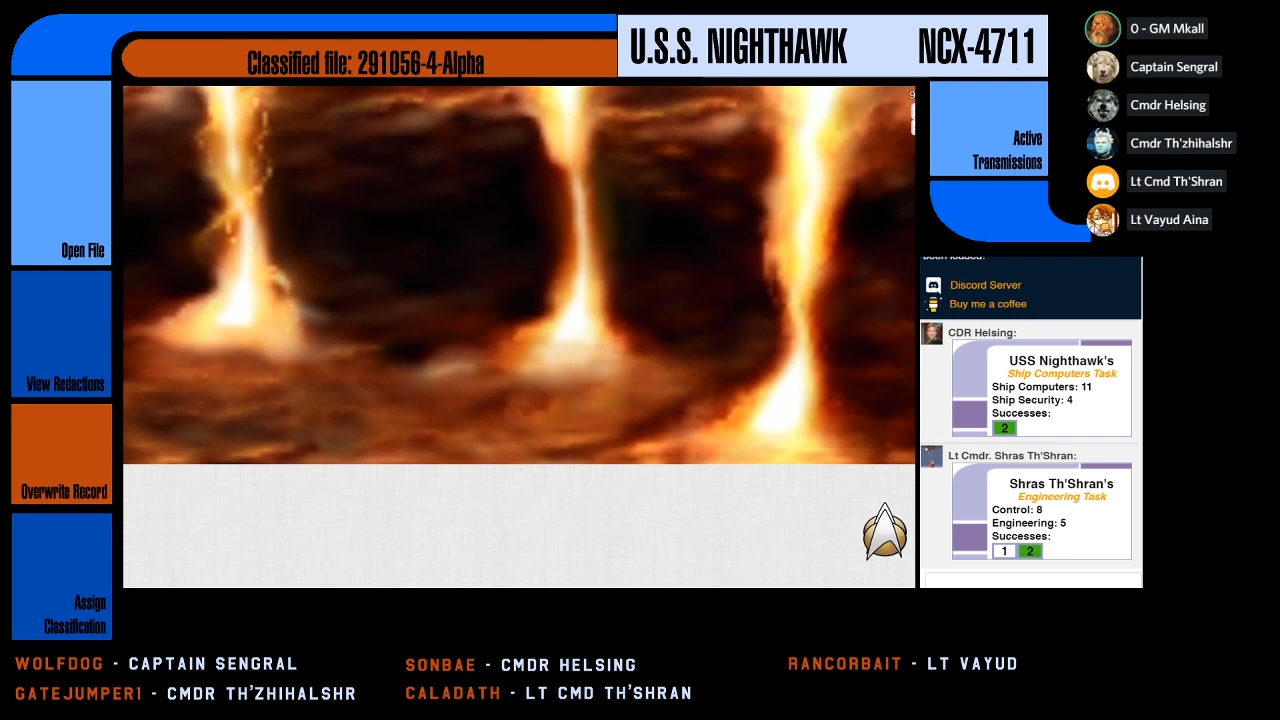 Classified file: 291056-4-Alpha
U.S.S. NIGHTHAWK NCX-4711
Open File
View Redactions
Overwrite Record
Assign
Classification
Active
Transmissions
0 - GM Mkall
Captain Sengral
Cmdr Helsing
Cmdr Th'zhihalshr
Lt Cmd Th'Shran
Lt Vayud Aina
been loaded!
Discord Server
Buy me a coffee
CDR Helsing:
USS Nighthawk's
Ship Computers Task
Ship Computers: 11
Ship Security: 4
Successes:
2
Lt Cmdr. Shras Th'Shran:
Shras Th'Shran's
Engineering Task
Control: 8
Engineering: 5
Successes:
1 2
WOLFDOG - CAPTAIN SENGRAL
SONBAE - CMDR HELSING
RANCORBAIT - LT VAYUD
GATEJUMPER1 - CMDR TH'ZHIHALSHR
CALADATH - LT CMD TH'SHRAN